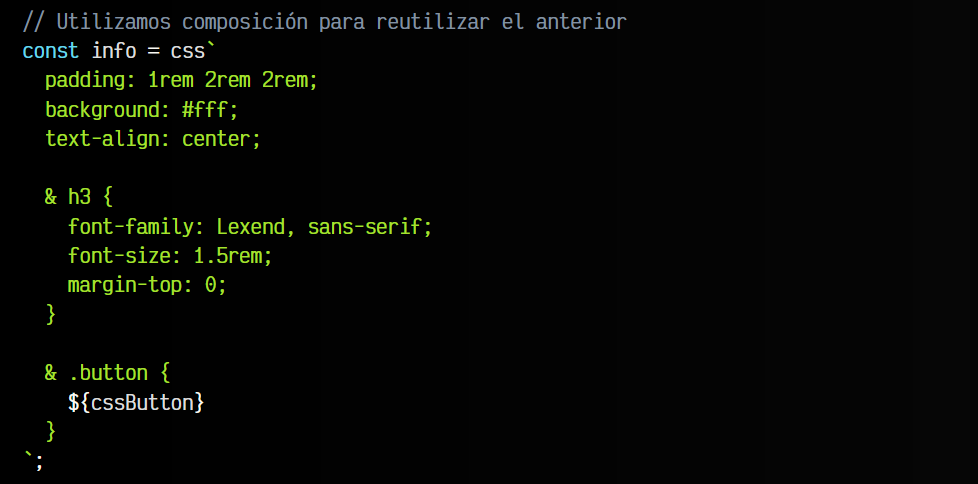 // Utilizamos composición para reutilizar el anterior
const info = css`
  padding: 1rem 2rem 2rem;
  background: #fff;
  text-align: center;

  & h3 {
    font-family: Lexend, sans-serif;
    font-size: 1.5rem;
    margin-top: 0;
  }

  & .button {
    ${cssButton}
  }
`;